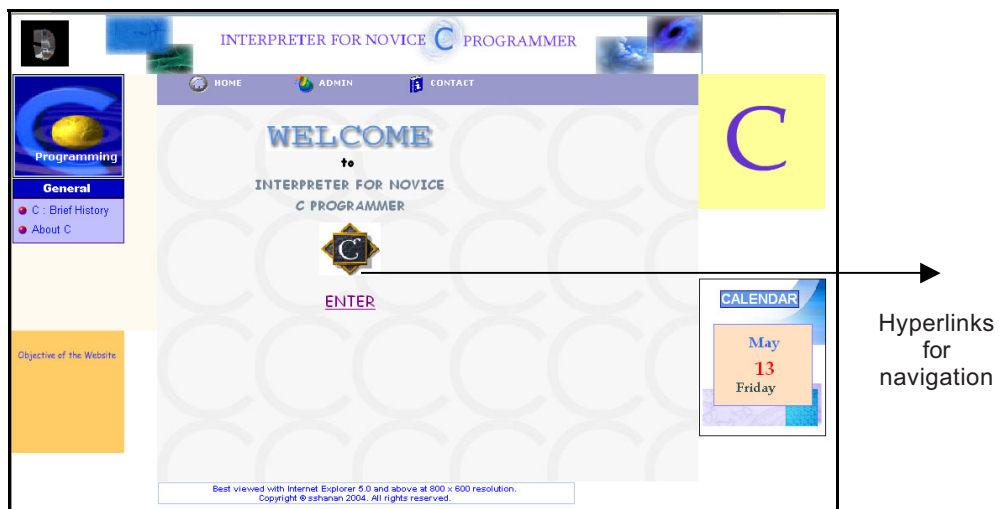 INTERPRETER FOR NOVICE C PROGRAMMER
HOME ADMIN CONTACT
Programming
General
C : Brief History
About C
Objective of the Website
WELCOME
to
INTERPRETER FOR NOVICE
C PROGRAMMER
C
ENTER
C
CALENDAR
May
13
Friday
Hyperlinks
for
navigation
Best viewed with Internet Explorer 5.0 and above at 800 x 600 resolution.
Copyright © sshanan 2004. All rights reserved.